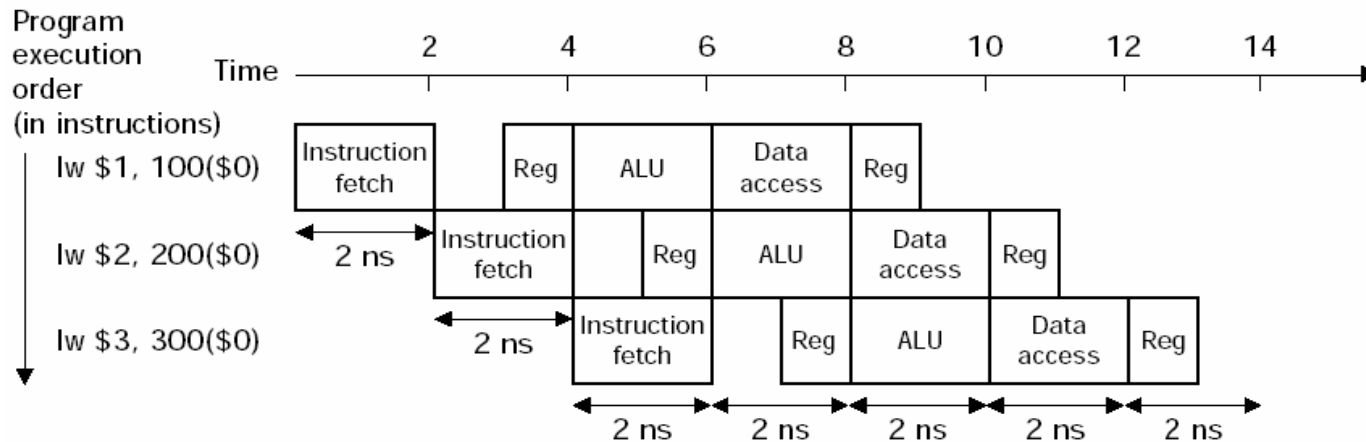 Program
execution
order
(in instructions)
Time
2 4 6 8 10 12 14
lw $1, 100($0)
Instruction
fetch
Reg
ALU
Data
access
Reg
2 ns
lw $2, 200($0)
Instruction
fetch
Reg
ALU
Data
access
Reg
2 ns
lw $3, 300($0)
Instruction
fetch
Reg
ALU
Data
access
Reg
2 ns 2 ns 2 ns 2 ns 2 ns